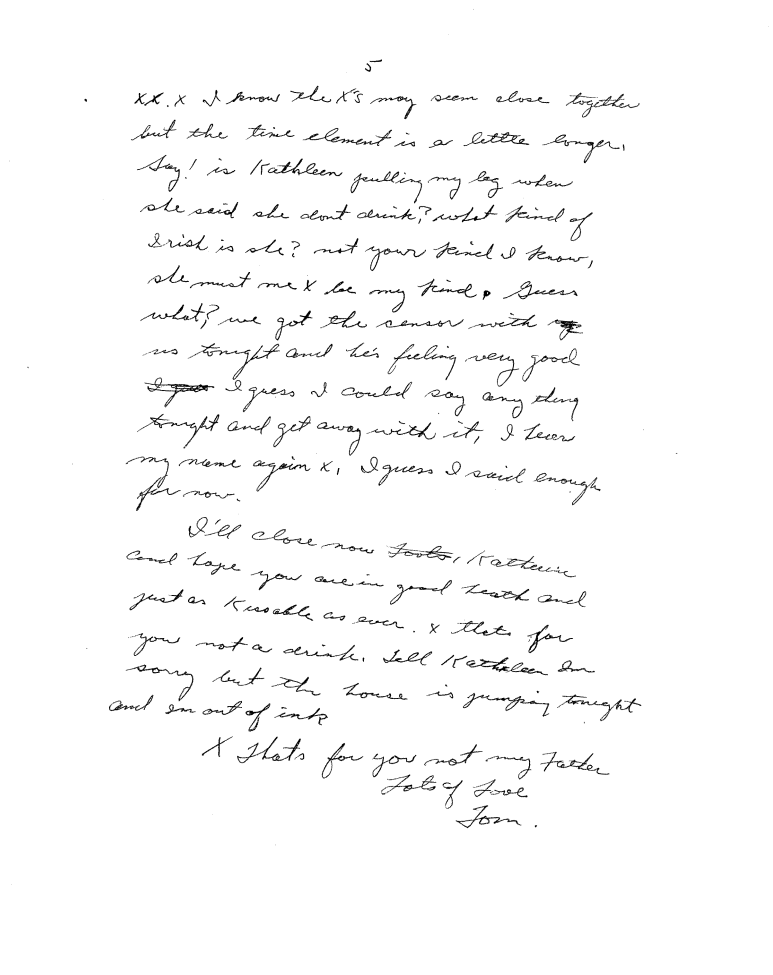 5
XX. X I know the X's may seem close together
but the time element is a little longer.
Say! is Kathleen pulling my leg when
she said she dont drink? what kind of
Irish is she? not your kind I know,
she must me X be my kind. Guess
what? we got the censor with
us tonight and he's feeling very good
I guess I could say any thing
tonight and get away with it, I hear
my name again X, I guess I said enough
for now.
I'll close now Katherine
and hope you are in good heath and
just as Kissable as ever. X thats for
you not a drink. Tell Kathleen Im
sorry but the house is jumping tonight
and Im out of ink
X Thats for you not my Father
Lots of Love
Tom.